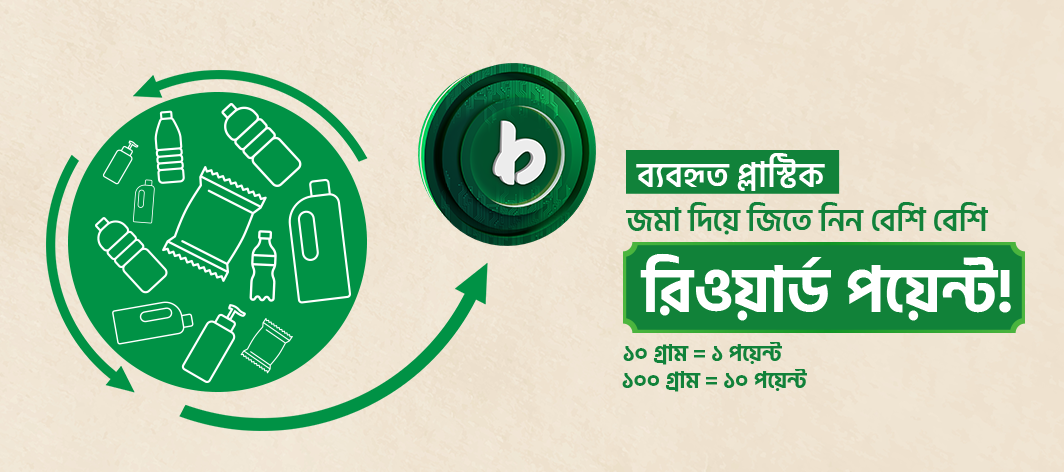 b
ব্যবহৃত প্লাস্টিক
জমা দিয়ে জিতে নিন বেশি বেশি
রিওয়ার্ড পয়েন্ট!
১০ গ্রাম = ১ পয়েন্ট
১০০ গ্রাম = ১০ পয়েন্ট